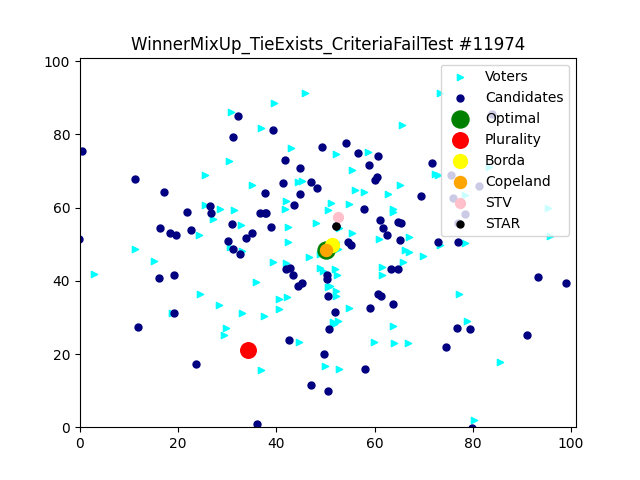 WinnerMixUp_TieExists_CriteriaFailTest #11974
100
80
60
40
20
0
0
20
40
60
80
100
Voters
Candidates
Optimal
Plurality
Borda
Copeland
STV
STAR